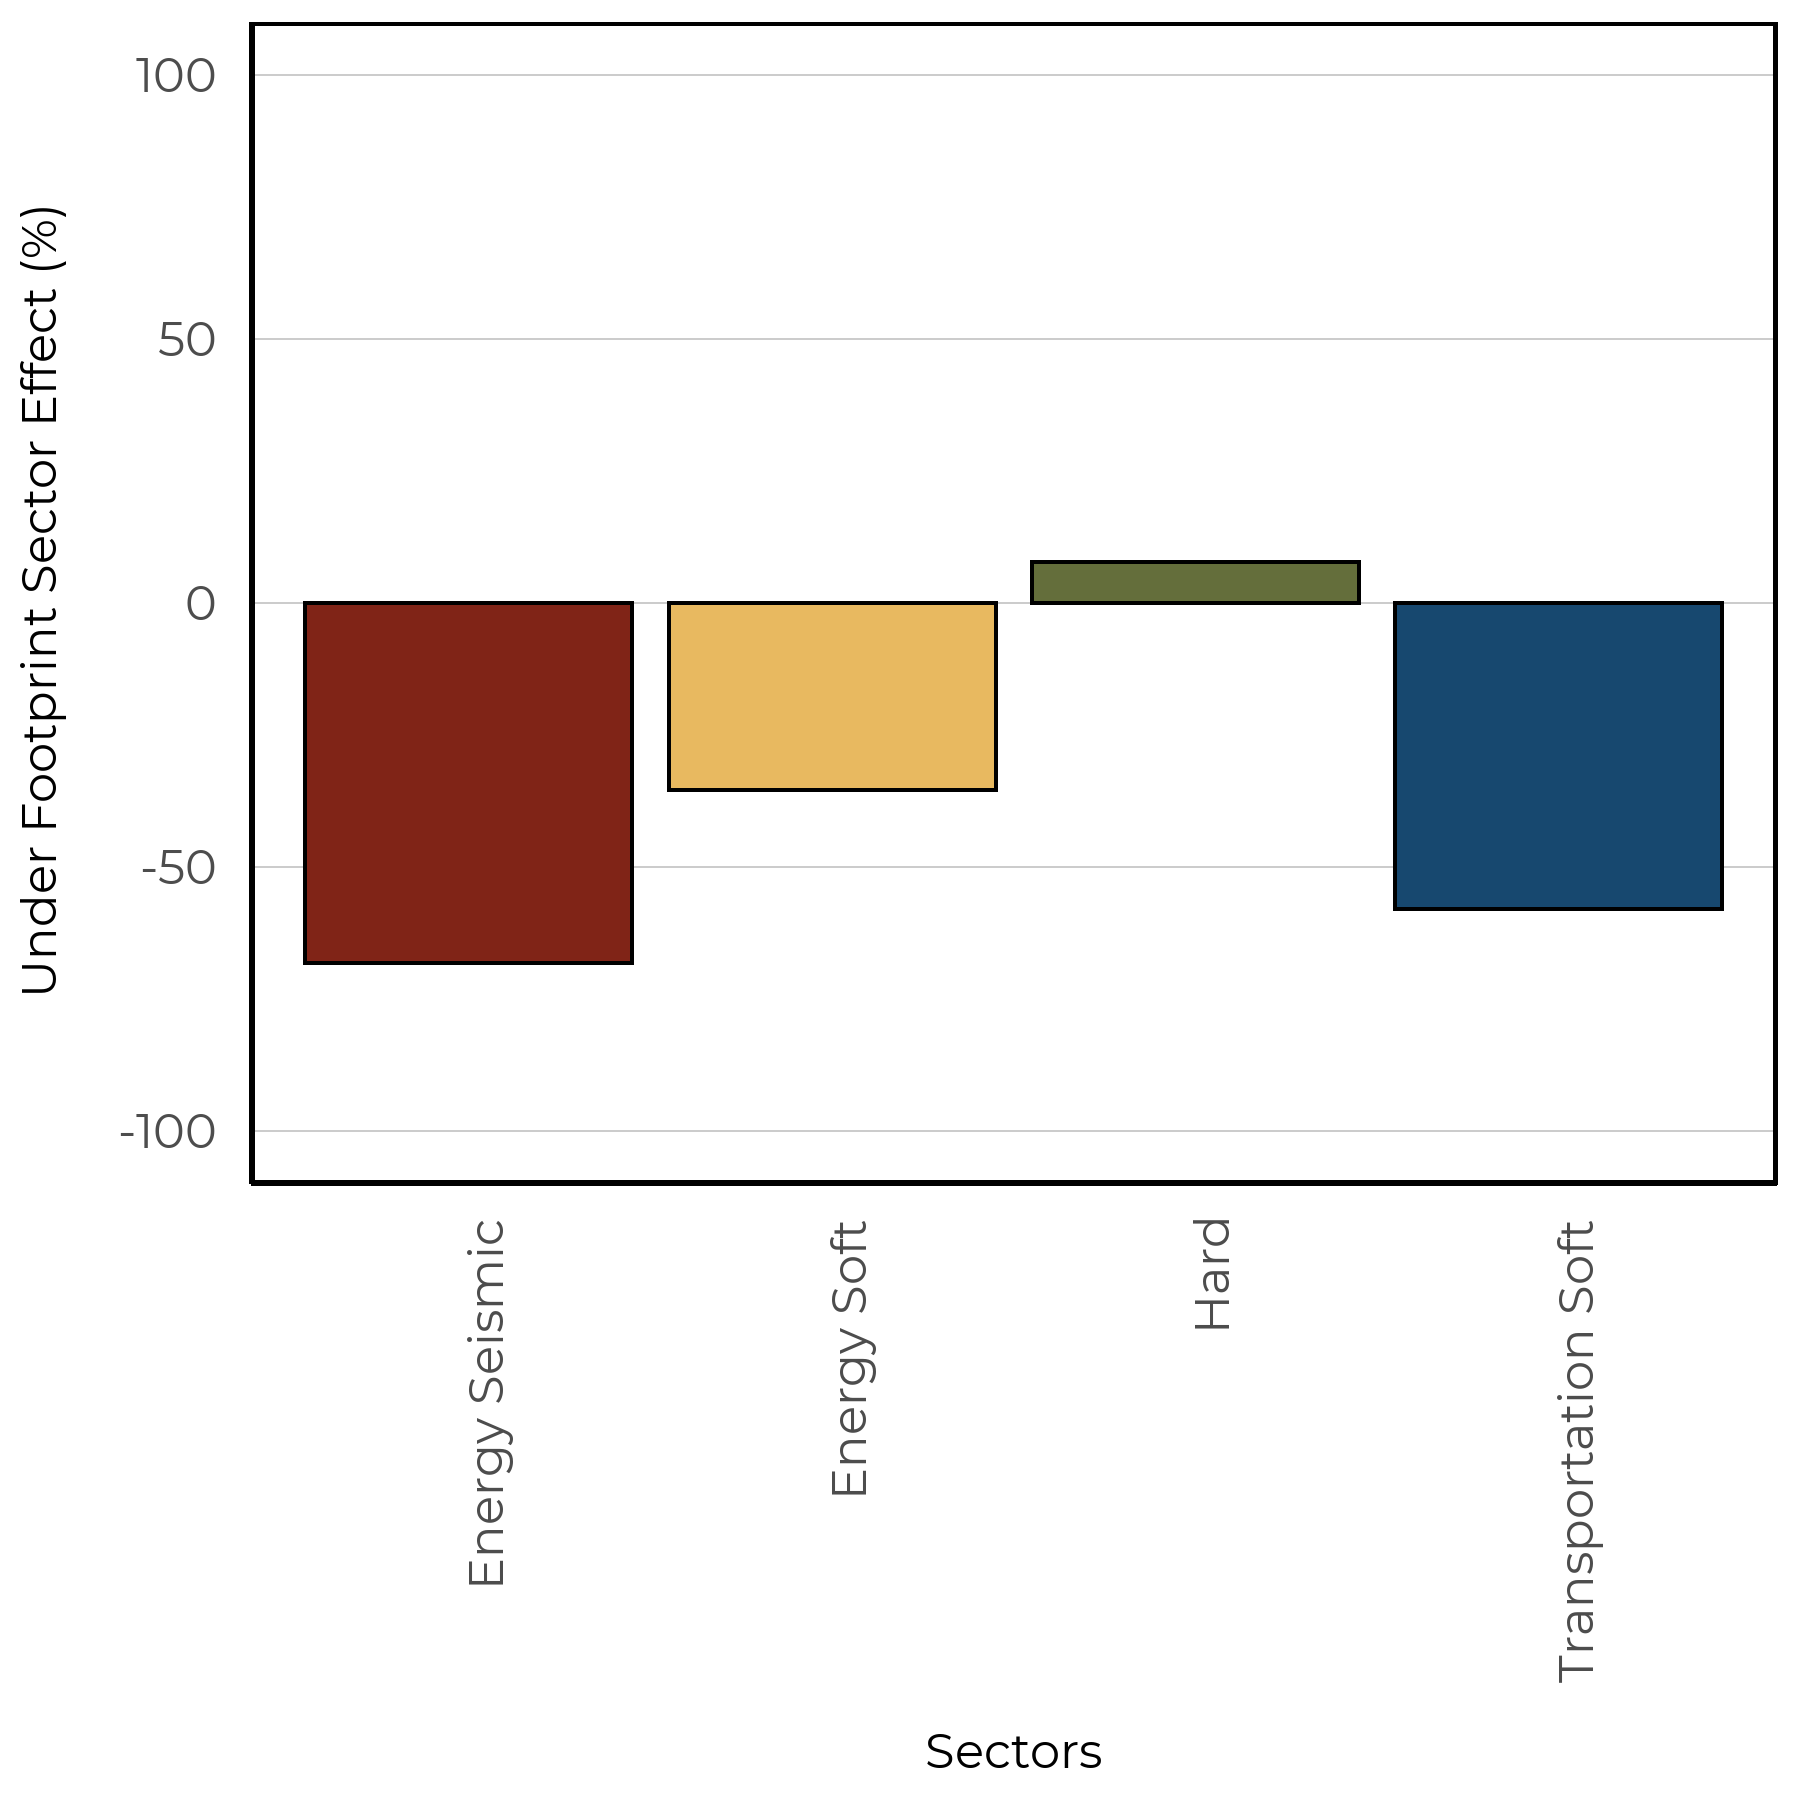 Under Footprint Sector Effect (%)
100
50
0
-50
-100
Energy Seismic
Energy Soft
Hard
Transportation Soft
Sectors